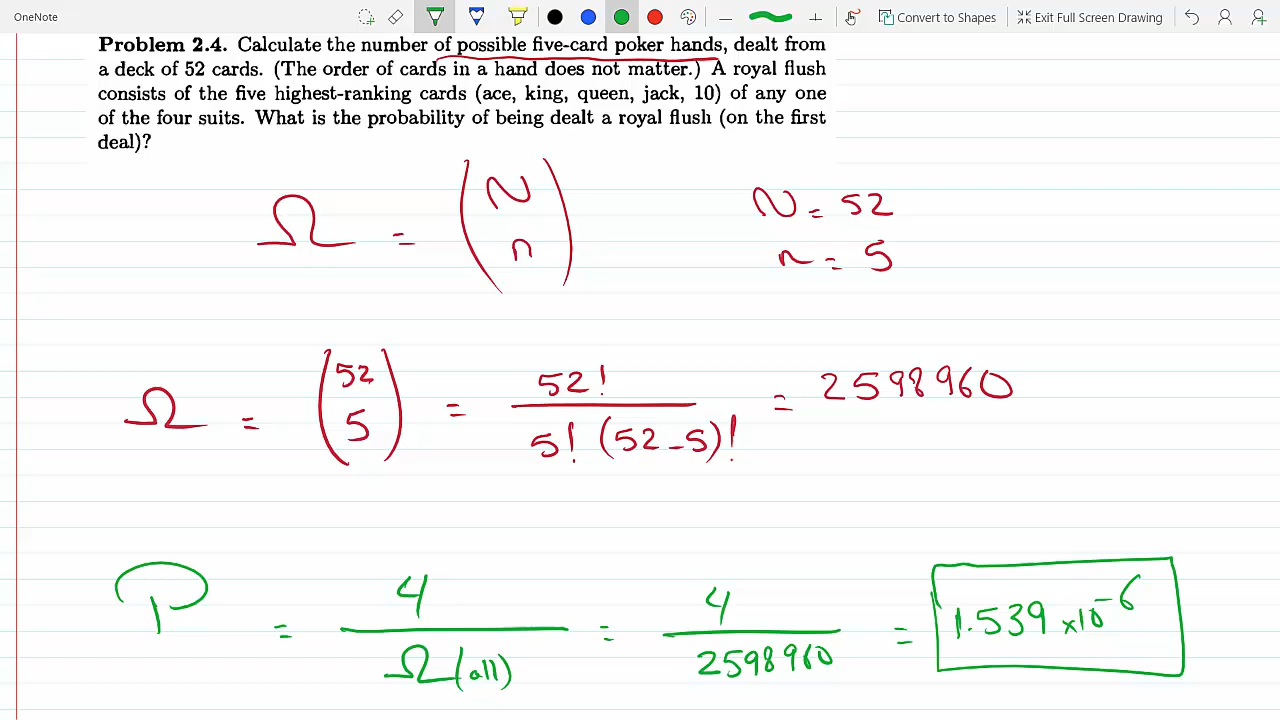 OneNote Convert to Shapes Exit Full Screen Drawing
Problem 2.4. Calculate the number of possible five-card poker hands, dealt from
a deck of 52 cards. (The order of cards in a hand does not matter.) A royal flush
consists of the five highest-ranking cards (ace, king, queen, jack, 10) of any one
of the four suits. What is the probability of being dealt a royal flush (on the first
deal)?
Ω = (N n) N = 52
n = 5
Ω = (52 5) = 52! / 5! (52-5)! = 2598960
P = 4 / Ω(all) = 4 / 2598960 = 1.539 x10^-6